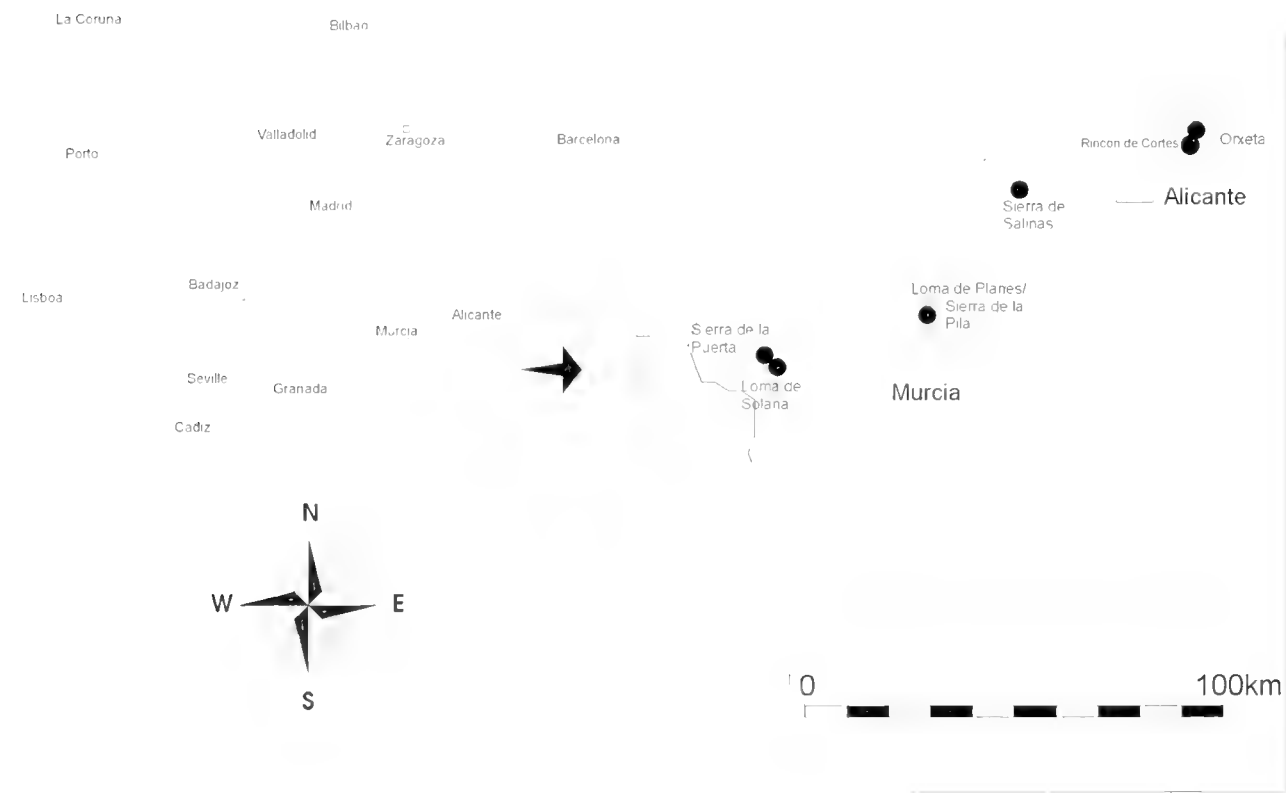 La Coruna
Bilbao
Valladolid
Zaragoza
Barcelona
Porto
Madrid
Badajoz
Lisboa
Alicante
Murcia
Seville
Granada
Cadiz
Rincon de Cortes
Orxeta
Sierra de
Salinas
Alicante
Loma de Planes/
Sierra de la
Pila
Sierra de la
Puerta
Loma de
Solana
Murcia
N
W
E
S
0
100km